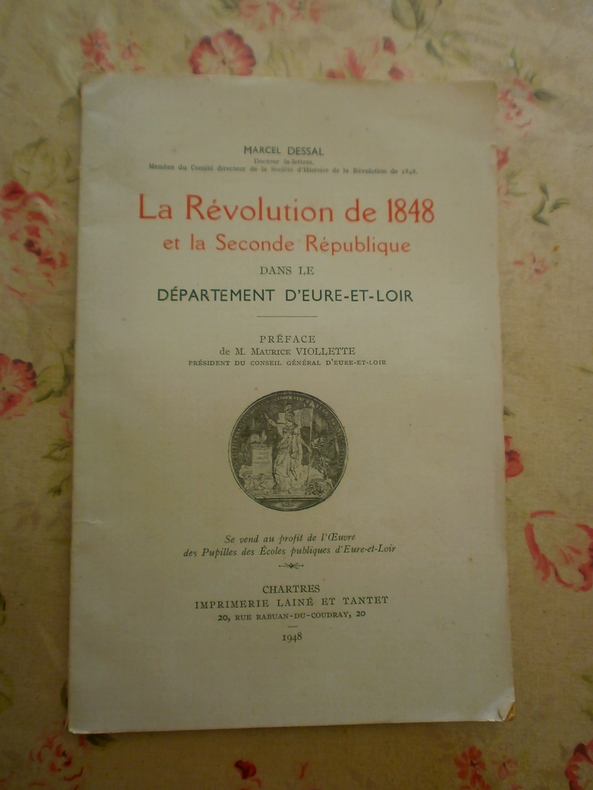 MARCEL DESSAL
Docteur ès-lettres,
Membre du Comité directeur de la Société d'Histoire de la Révolution de 1848.
La Révolution de 1848
et la Seconde République
DANS LE
DÉPARTEMENT D'EURE-ET-LOIR
PRÉFACE
de M. Maurice VIOLLETTE
PRÉSIDENT DU CONSEIL GÉNÉRAL D'EURE-ET-LOIR
Se vend au profit de l'Œuvre
des Pupilles des Écoles publiques d'Eure-et-Loir
CHARTRES
IMPRIMERIE LAINÉ ET TANTET
20, RUE RABUAN-DU-COUDRAY, 20
1948